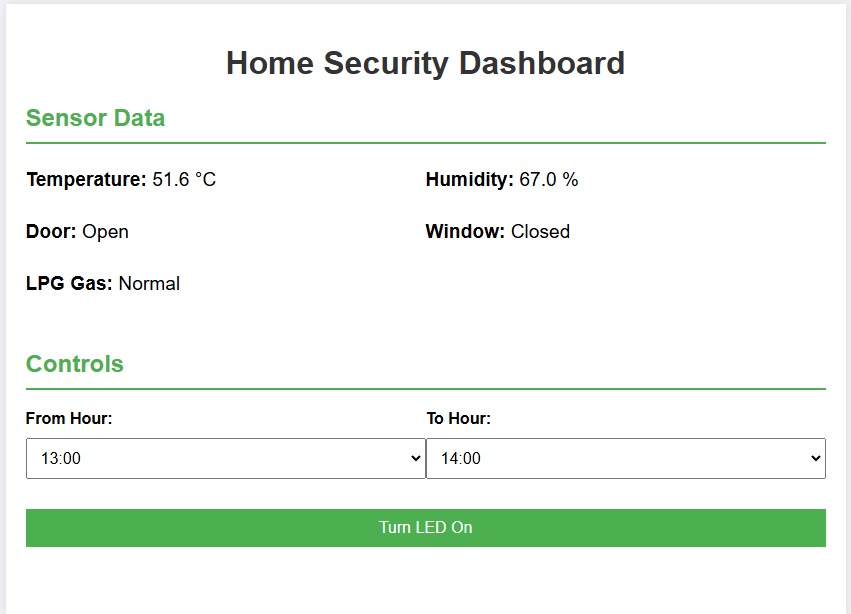 Home Security Dashboard
Sensor Data
Temperature: 51.6 °C
Humidity: 67.0 %
Door: Open
Window: Closed
LPG Gas: Normal
Controls
From Hour:
To Hour:
13:00
14:00
Turn LED On